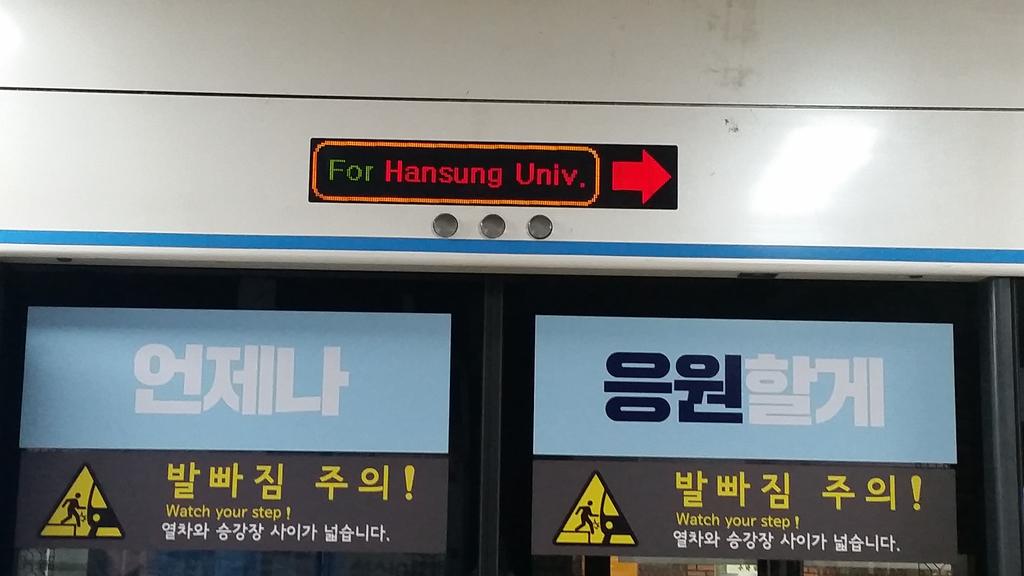 For Hansung Univ.
언제나
응원할게
발빠짐 주의!
Watch your step!
열차와 승강장 사이가 넓습니다.
발빠짐 주의!
Watch your step!
열차와 승강장 사이가 넓습니다.